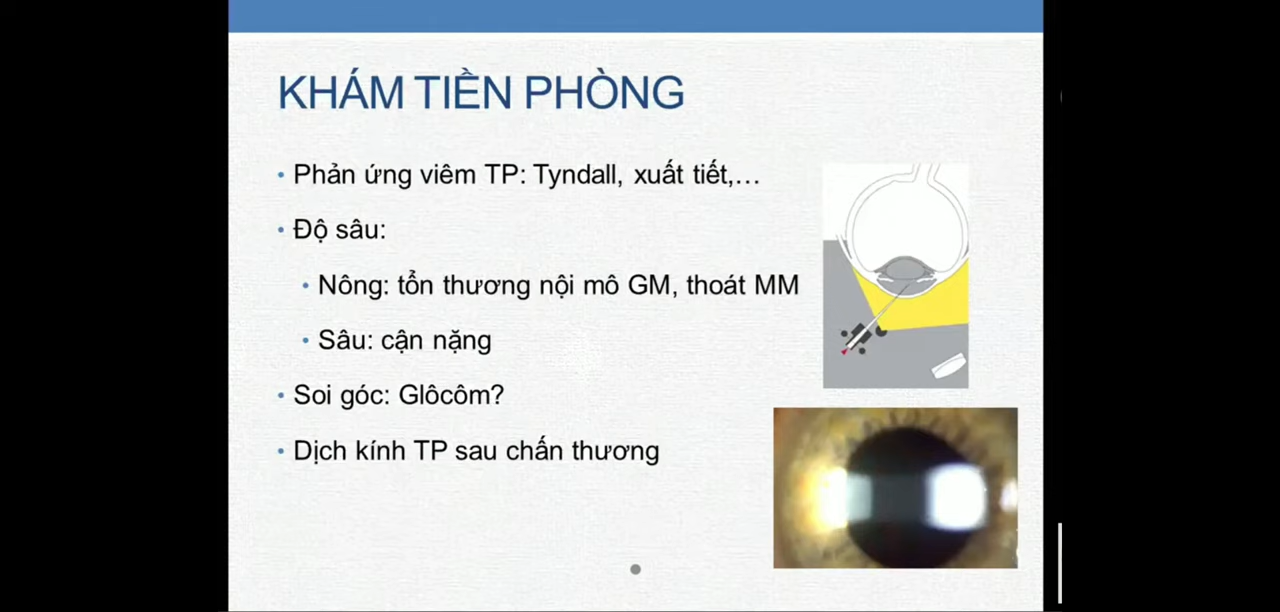 KHÁM TIỀN PHÒNG
• Phản ứng viêm TP: Tyndall, xuất tiết,...
• Độ sâu:
• Nông: tổn thương nội mô GM, thoát MM
• Sâu: cận nặng
• Soi góc: Glôcôm?
• Dịch kính TP sau chấn thương